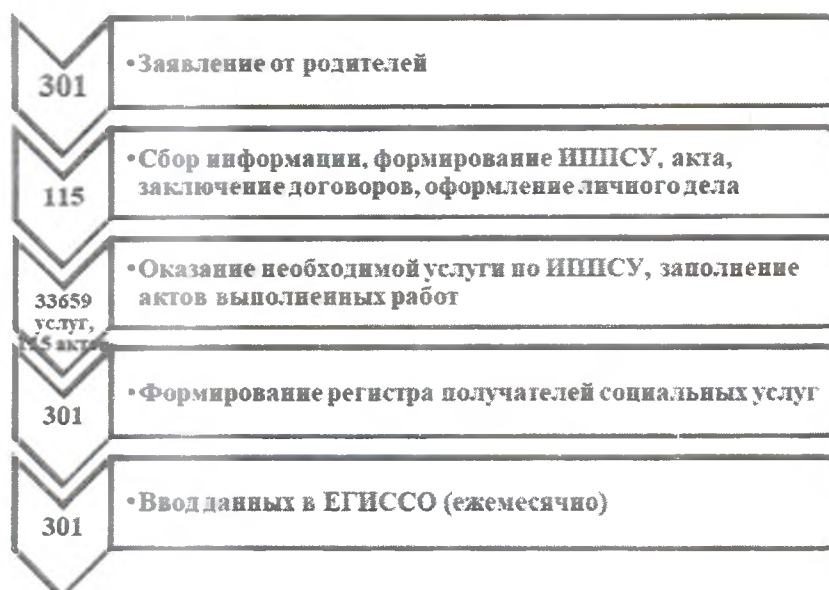 301
•Заявление от родителей
115
•Сбор информации, формирование ИППСУ, акта,
заключение договоров, оформление личного дела
33659
услуг,
•Оказание необходимой услуги по ИППСУ, заполнение
актов выполненных работ
301
•Формирование регистра получателей социальных услуг
301
•Ввод данных в ЕГИССО (ежемесячно)